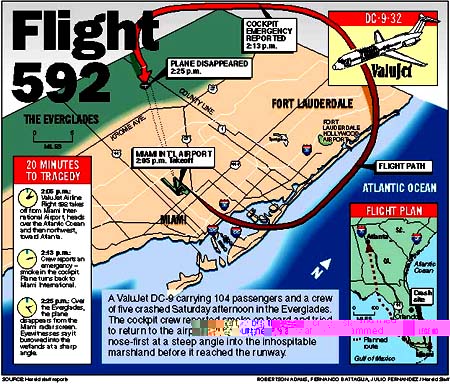 Flight
592
COCKPIT
EMERGENCY
REPORTED
2:13 p.m.
DC-9-32
ValuJet
PLANE DISAPPEARED
2:25 p.m.
COUNTY LINE
THE EVERGLADES
MILES
KROME AVE
FORT LAUDERDALE
FORT
LAUDERDALE
HOLLYWOOD
AIRPORT
20 MINUTES
TO TRAGEDY
MIAMI INT'L AIRPORT
2:05 p.m. Takeoff
FLIGHT PATH
ATLANTIC OCEAN
2:05 p.m.:
ValuJet Airline
Flight 592 takes
off from Miami Inter-
national Airport, heads
over the Atlantic Ocean
and then northwest,
toward Atlanta.
MIAMI
FLIGHT PLAN
Atlanta
GA.
Atlantic
Ocean
2:13 p.m.:
Crew reports an
emergency –
smoke in the cockpit.
Plane turns back to
Miami International.
N
2:25 p.m.: Over the
Everglades, the
plane disappears
from the Miami
radar screen.
Eyewitnesses say it
burrowed into the
wetlands at a sharp
angle.
A ValuJet DC-9 carrying 104 passengers and a crew
of five crashed Saturday afternoon in the Everglades.
The cockpit crew reported smoke on board and tried
to return to the
nose-first at a steep angle into the inhospitable
marshland before it reached the runway.
Crash
site
Planned
route
Gulf of Mexico
SOURCE: Herald staff reports
ROBERTSON ADAMS, FERNANDO BATTAGLIA, JULIO FERNANDEZ / Herald Staff